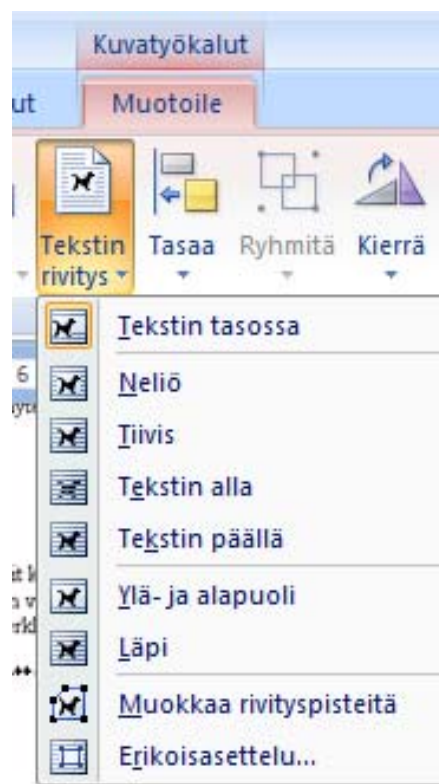 Kuvatyökalut
ut Muotoile
Tekstin Tasaa Ryhmitä Kierrä
rivitys
Tekstin tasossa
6
Neliö
Tiivis
Tekstin alla
Tekstin päällä
Ylä- ja alapuoli
Läpi
Muokkaa rivityspisteitä
Erikoisasettelu...